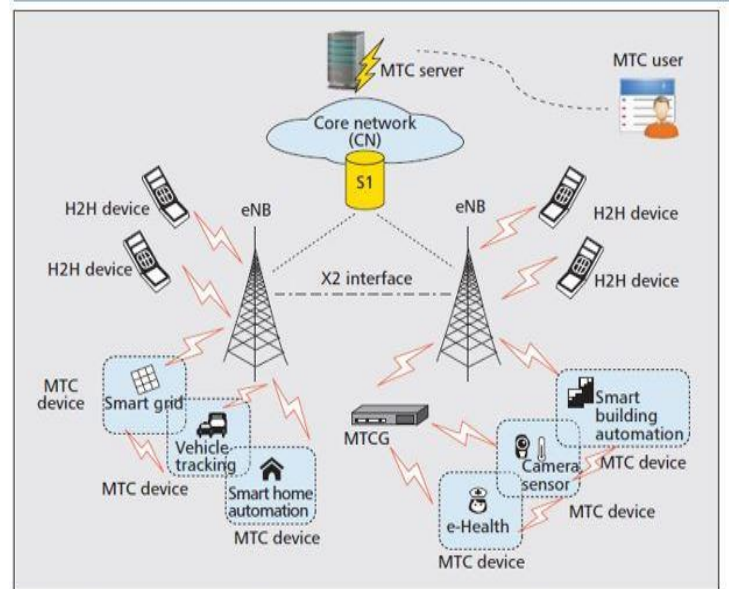 MTC server
MTC user
Core network
(CN)
S1
H2H device
eNB
eNB
H2H device
H2H device
H2H device
X2 interface
MTC
device
Smart grid
Vehicle
tracking
MTC device
Smart home
automation
MTC device
MTCG
Smart
building
automation
MTC device
Camera
sensor
MTC device
e-Health
MTC device